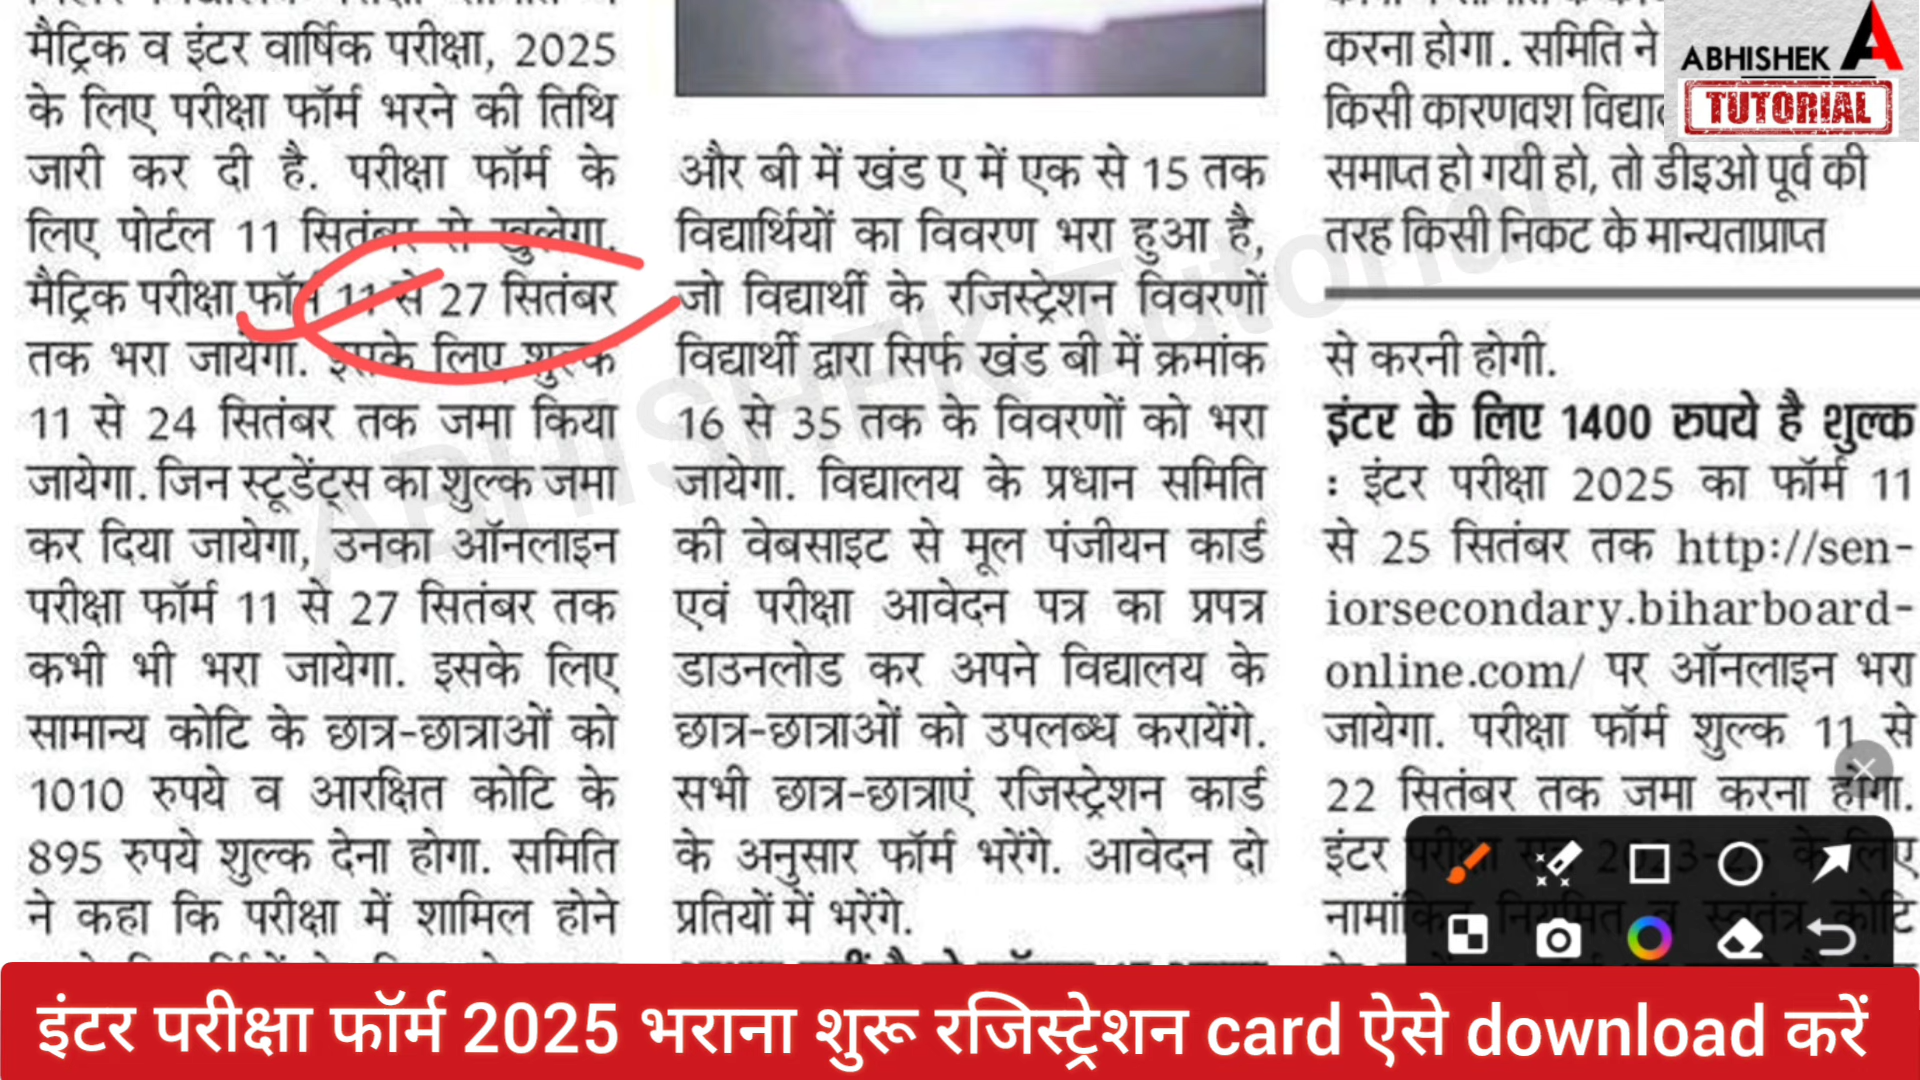 मैट्रिक व इंटर वार्षिक परीक्षा, 2025
के लिए परीक्षा फॉर्म भरने की तिथि
जारी कर दी है. परीक्षा फॉर्म के
लिए पोर्टल 11 सितंबर से खुलेगा.
मैट्रिक परीक्षा फॉर्म 11 से 27 सितंबर
तक भरा जायेगा. इसके लिए शुल्क
11 से 24 सितंबर तक जमा किया
जायेगा. जिन स्टूडेंट्स का शुल्क जमा
कर दिया जायेगा, उनका ऑनलाइन
परीक्षा फॉर्म 11 से 27 सितंबर तक
कभी भी भरा जायेगा. इसके लिए
सामान्य कोटि के छात्र-छात्राओं को
1010 रुपये व आरक्षित कोटि के
895 रुपये शुल्क देना होगा. समिति
ने कहा कि परीक्षा में शामिल होने
और बी में खंड ए में एक से 15 तक
विद्यार्थियों का विवरण भरा हुआ है,
जो विद्यार्थी के रजिस्ट्रेशन विवरणों
विद्यार्थी द्वारा सिर्फ खंड बी में क्रमांक
16 से 35 तक के विवरणों को भरा
जायेगा. विद्यालय के प्रधान समिति
की वेबसाइट से मूल पंजीयन कार्ड
एवं परीक्षा आवेदन पत्र का प्रपत्र
डाउनलोड कर अपने विद्यालय के
छात्र-छात्राओं को उपलब्ध करायेंगे.
सभी छात्र-छात्राएं रजिस्ट्रेशन कार्ड
के अनुसार फॉर्म भरेंगे. आवेदन दो
प्रतियों में भरेंगे.
करना होगा. समिति ने
किसी कारणवश
समाप्त हो गयी हो, तो डीइओ पूर्व की
तरह किसी निकट के मान्यताप्राप्त
से करनी होगी.
इंटर के लिए 1400 रुपये है शुल्क
: इंटर परीक्षा 2025 का फॉर्म 11
से 25 सितंबर तक http://sen-
iorsecondary.biharboard-
online.com/ पर ऑनलाइन भरा
जायेगा. परीक्षा फॉर्म शुल्क 11 से
22 सितंबर तक जमा करना होगा.
इंटर परीक्षा के लिए
नामांकित नियमित व स्वतंत्र कोटि
ABHISHEK A
TUTORIAL
ABHISHEK Tutorial
इंटर परीक्षा फॉर्म 2025 भराना शुरू रजिस्ट्रेशन card ऐसे download करें